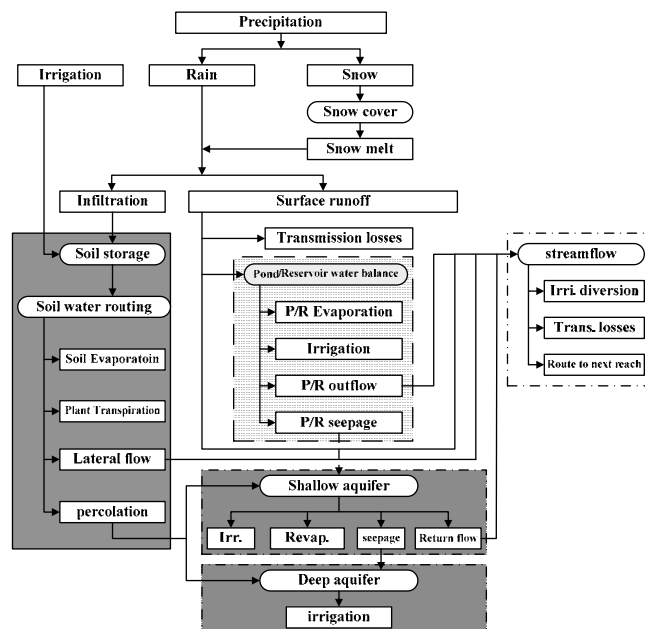 Precipitation
Irrigation
Rain
Snow
Snow cover
Snow melt
Infiltration
Surface runoff
Transmission losses
Soil storage
Pond/Reservoir water balance
streamflow
Soil water routing
P/R Evaporation
Irri. diversion
Irrigation
Trans. losses
Soil Evaporatoin
P/R outflow
Route to next reach
Plant Transpiration
P/R seepage
Lateral flow
Shallow aquifer
percolation
Irr.
Revap.
seepage
Return flow
Deep aquifer
irrigation